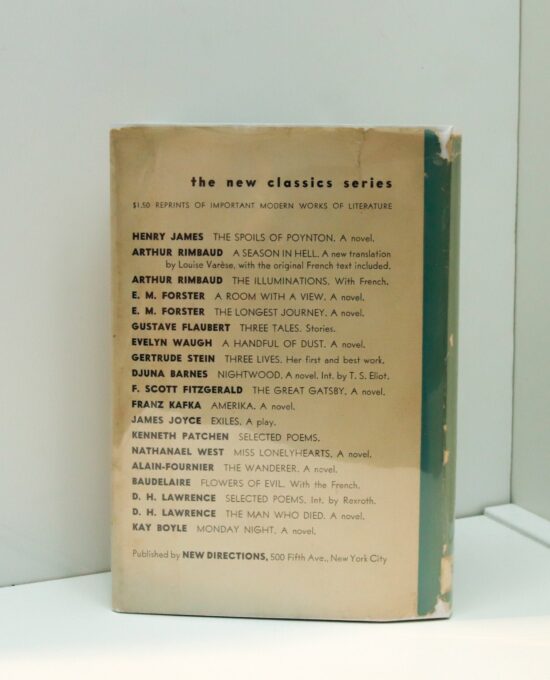 the new classics series
$1.50 REPRINTS OF IMPORTANT MODERN WORKS OF LITERATURE
HENRY JAMES THE SPOILS OF POYNTON. A novel.
ARTHUR RIMBAUD A SEASON IN HELL. A new translation
by Louise Varèse, with the original French text included.
ARTHUR RIMBAUD THE ILLUMINATIONS. With French.
E. M. FORSTER A ROOM WITH A VIEW. A novel.
E. M. FORSTER THE LONGEST JOURNEY. A novel.
GUSTAVE FLAUBERT THREE TALES. Stories.
EVELYN WAUGH A HANDFUL OF DUST. A novel.
GERTRUDE STEIN THREE LIVES. Her first and best work.
DJUNA BARNES NIGHTWOOD. A novel. Int. by T. S. Eliot.
F. SCOTT FITZGERALD THE GREAT GATSBY. A novel.
FRANZ KAFKA AMERIKA. A novel.
JAMES JOYCE EXILES. A play.
KENNETH PATCHEN SELECTED POEMS.
NATHANAEL WEST MISS LONELYHEARTS. A novel.
ALAIN-FOURNIER THE WANDERER. A novel.
BAUDELAIRE FLOWERS OF EVIL. With the French.
D. H. LAWRENCE SELECTED POEMS. Int. by Rexroth.
D. H. LAWRENCE THE MAN WHO DIED. A novel.
KAY BOYLE MONDAY NIGHT. A novel.
Published by NEW DIRECTIONS, 500 Fifth Ave., New York City